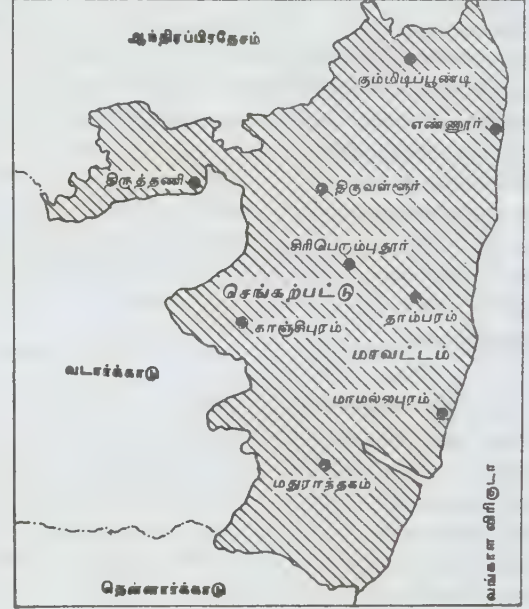 ஆந்திரப்பிரதேசம்
கும்மிடிப்பூண்டி
எண்ணூர்
திருத்தணி
திருவள்ளூர்
சிரிபெரும்புதூர்
செங்கற்பட்டு
காஞ்சிபுரம்
தாம்பரம்
மாவட்டம்
வடார்க்காடு
மாமல்லபுரம்
மதுராந்தகம்
வங்காள விரிகுடா
தென்னார்க்காடு